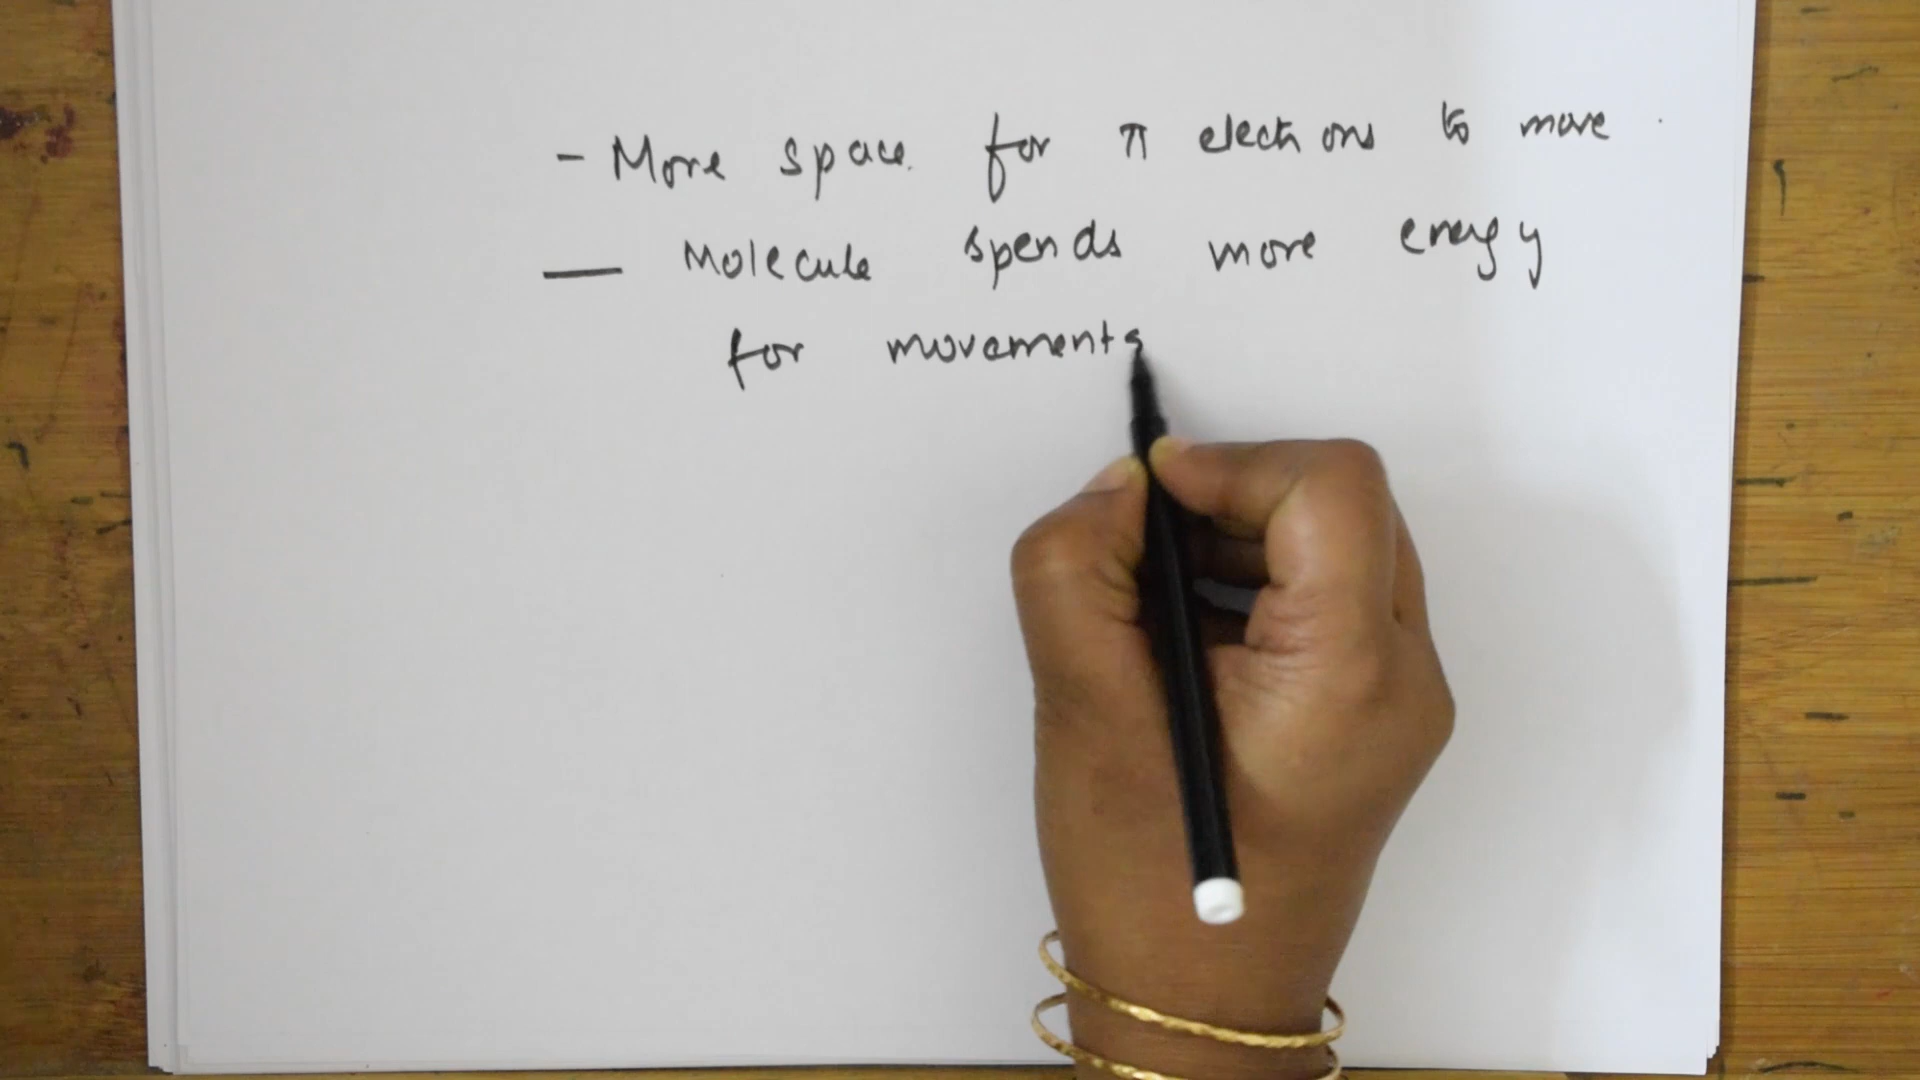 - More space for π electrons to move.
— Molecule spends more energy
for movements